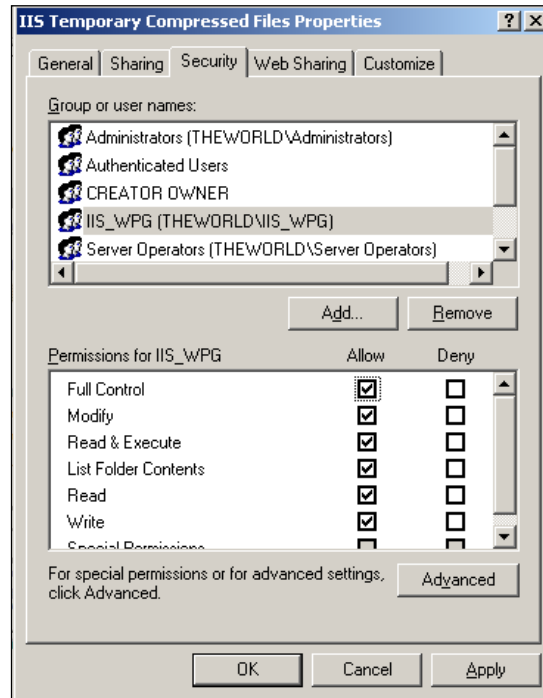 IIS Temporary Compressed Files Properties
General Sharing Security Web Sharing Customize
Group or user names:
Administrators (THEWORLD\Administrators)
Authenticated Users
CREATOR OWNER
IIS_WPG (THEWORLD\IIS_WPG)
Server Operators (THEWORLD\Server Operators)
Add... Remove
Permissions for IIS_WPG Allow Deny
Full Control
Modify
Read & Execute
List Folder Contents
Read
Write
Special Permissions
For special permissions or for advanced settings,
click Advanced.
Advanced
OK Cancel Apply